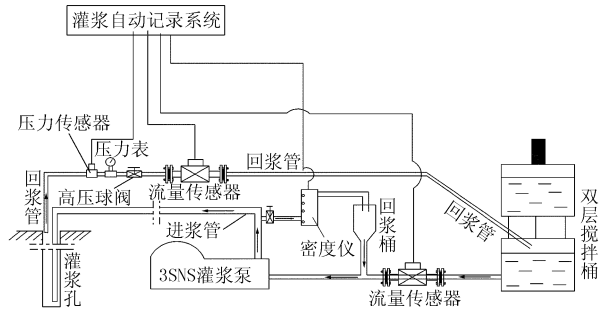 灌浆自动记录系统
压力传感器
压力表
高压球阀
流量传感器
回浆管
回浆管
回浆管
双层搅拌桶
进浆管
密度仪
回浆桶
灌浆孔
3SNS灌浆泵
流量传感器